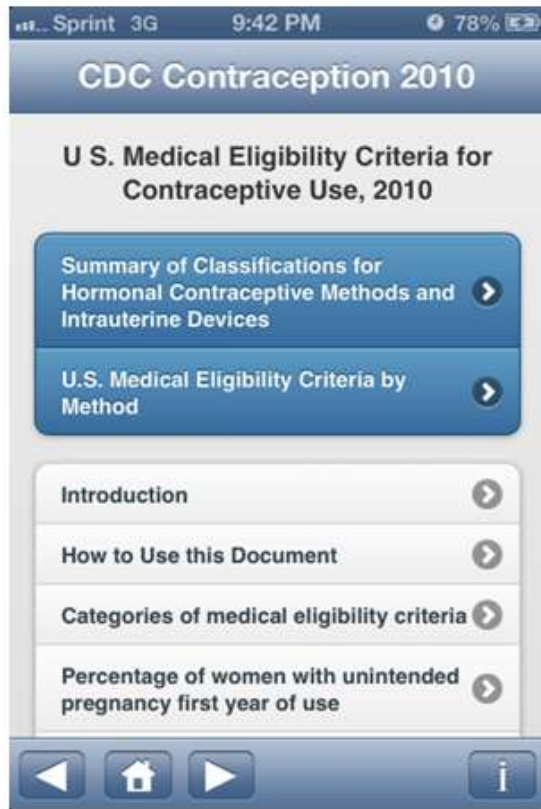 Sprint 3G 9:42 PM 78%
CDC Contraception 2010
U S. Medical Eligibility Criteria for
Contraceptive Use, 2010
Summary of Classifications for
Hormonal Contraceptive Methods and
Intrauterine Devices
U.S. Medical Eligibility Criteria by
Method
Introduction
How to Use this Document
Categories of medical eligibility criteria
Percentage of women with unintended
pregnancy first year of use
i